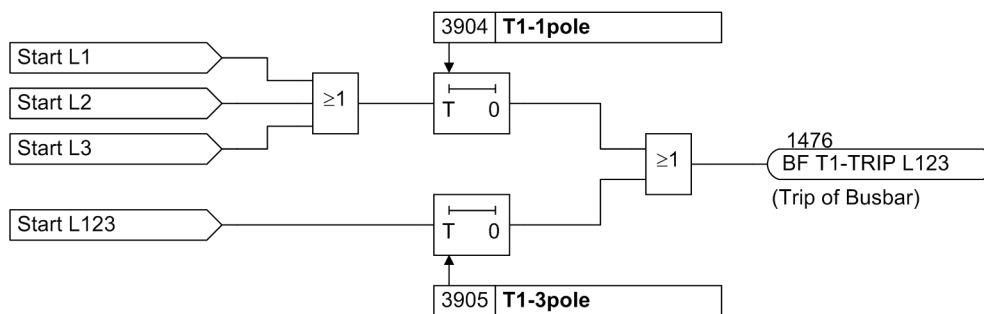 3904 T1-1pole
Start L1
Start L2
Start L3
≥1
T 0
≥1
1476
BF T1-TRIP L123
(Trip of Busbar)
Start L123
T 0
3905 T1-3pole